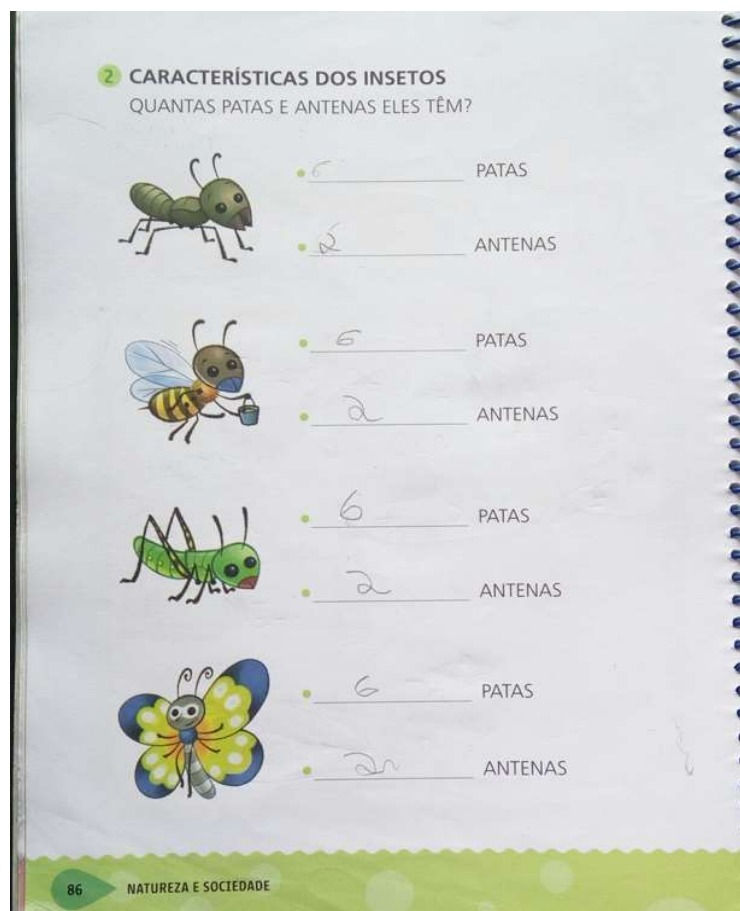 2 CARACTERÍSTICAS DOS INSETOS
QUANTAS PATAS E ANTENAS ELES TÊM?
6 PATAS
2 ANTENAS
6 PATAS
2 ANTENAS
6 PATAS
2 ANTENAS
6 PATAS
2 ANTENAS
86 NATUREZA E SOCIEDADE